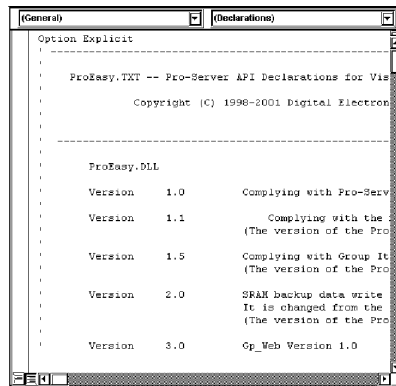 (General) (Declarations)
Option Explicit
' ------------------------------------------------
' ProEasy.TXT -- Pro-Server API Declarations for Vis
' Copyright (C) 1998-2001 Digital Electron
'
' ------------------------------------------------
' ProEasy.DLL
' Version 1.0 Complying with Pro-Serv
' Version 1.1 Complying with the
' (The version of the Pro
' Version 1.5 Complying with Group It
' (The version of the Pro
' Version 2.0 SRAM backup data write
' It is changed from the
' (The version of the Pro
' Version 3.0 Gp_Web Version 1.0